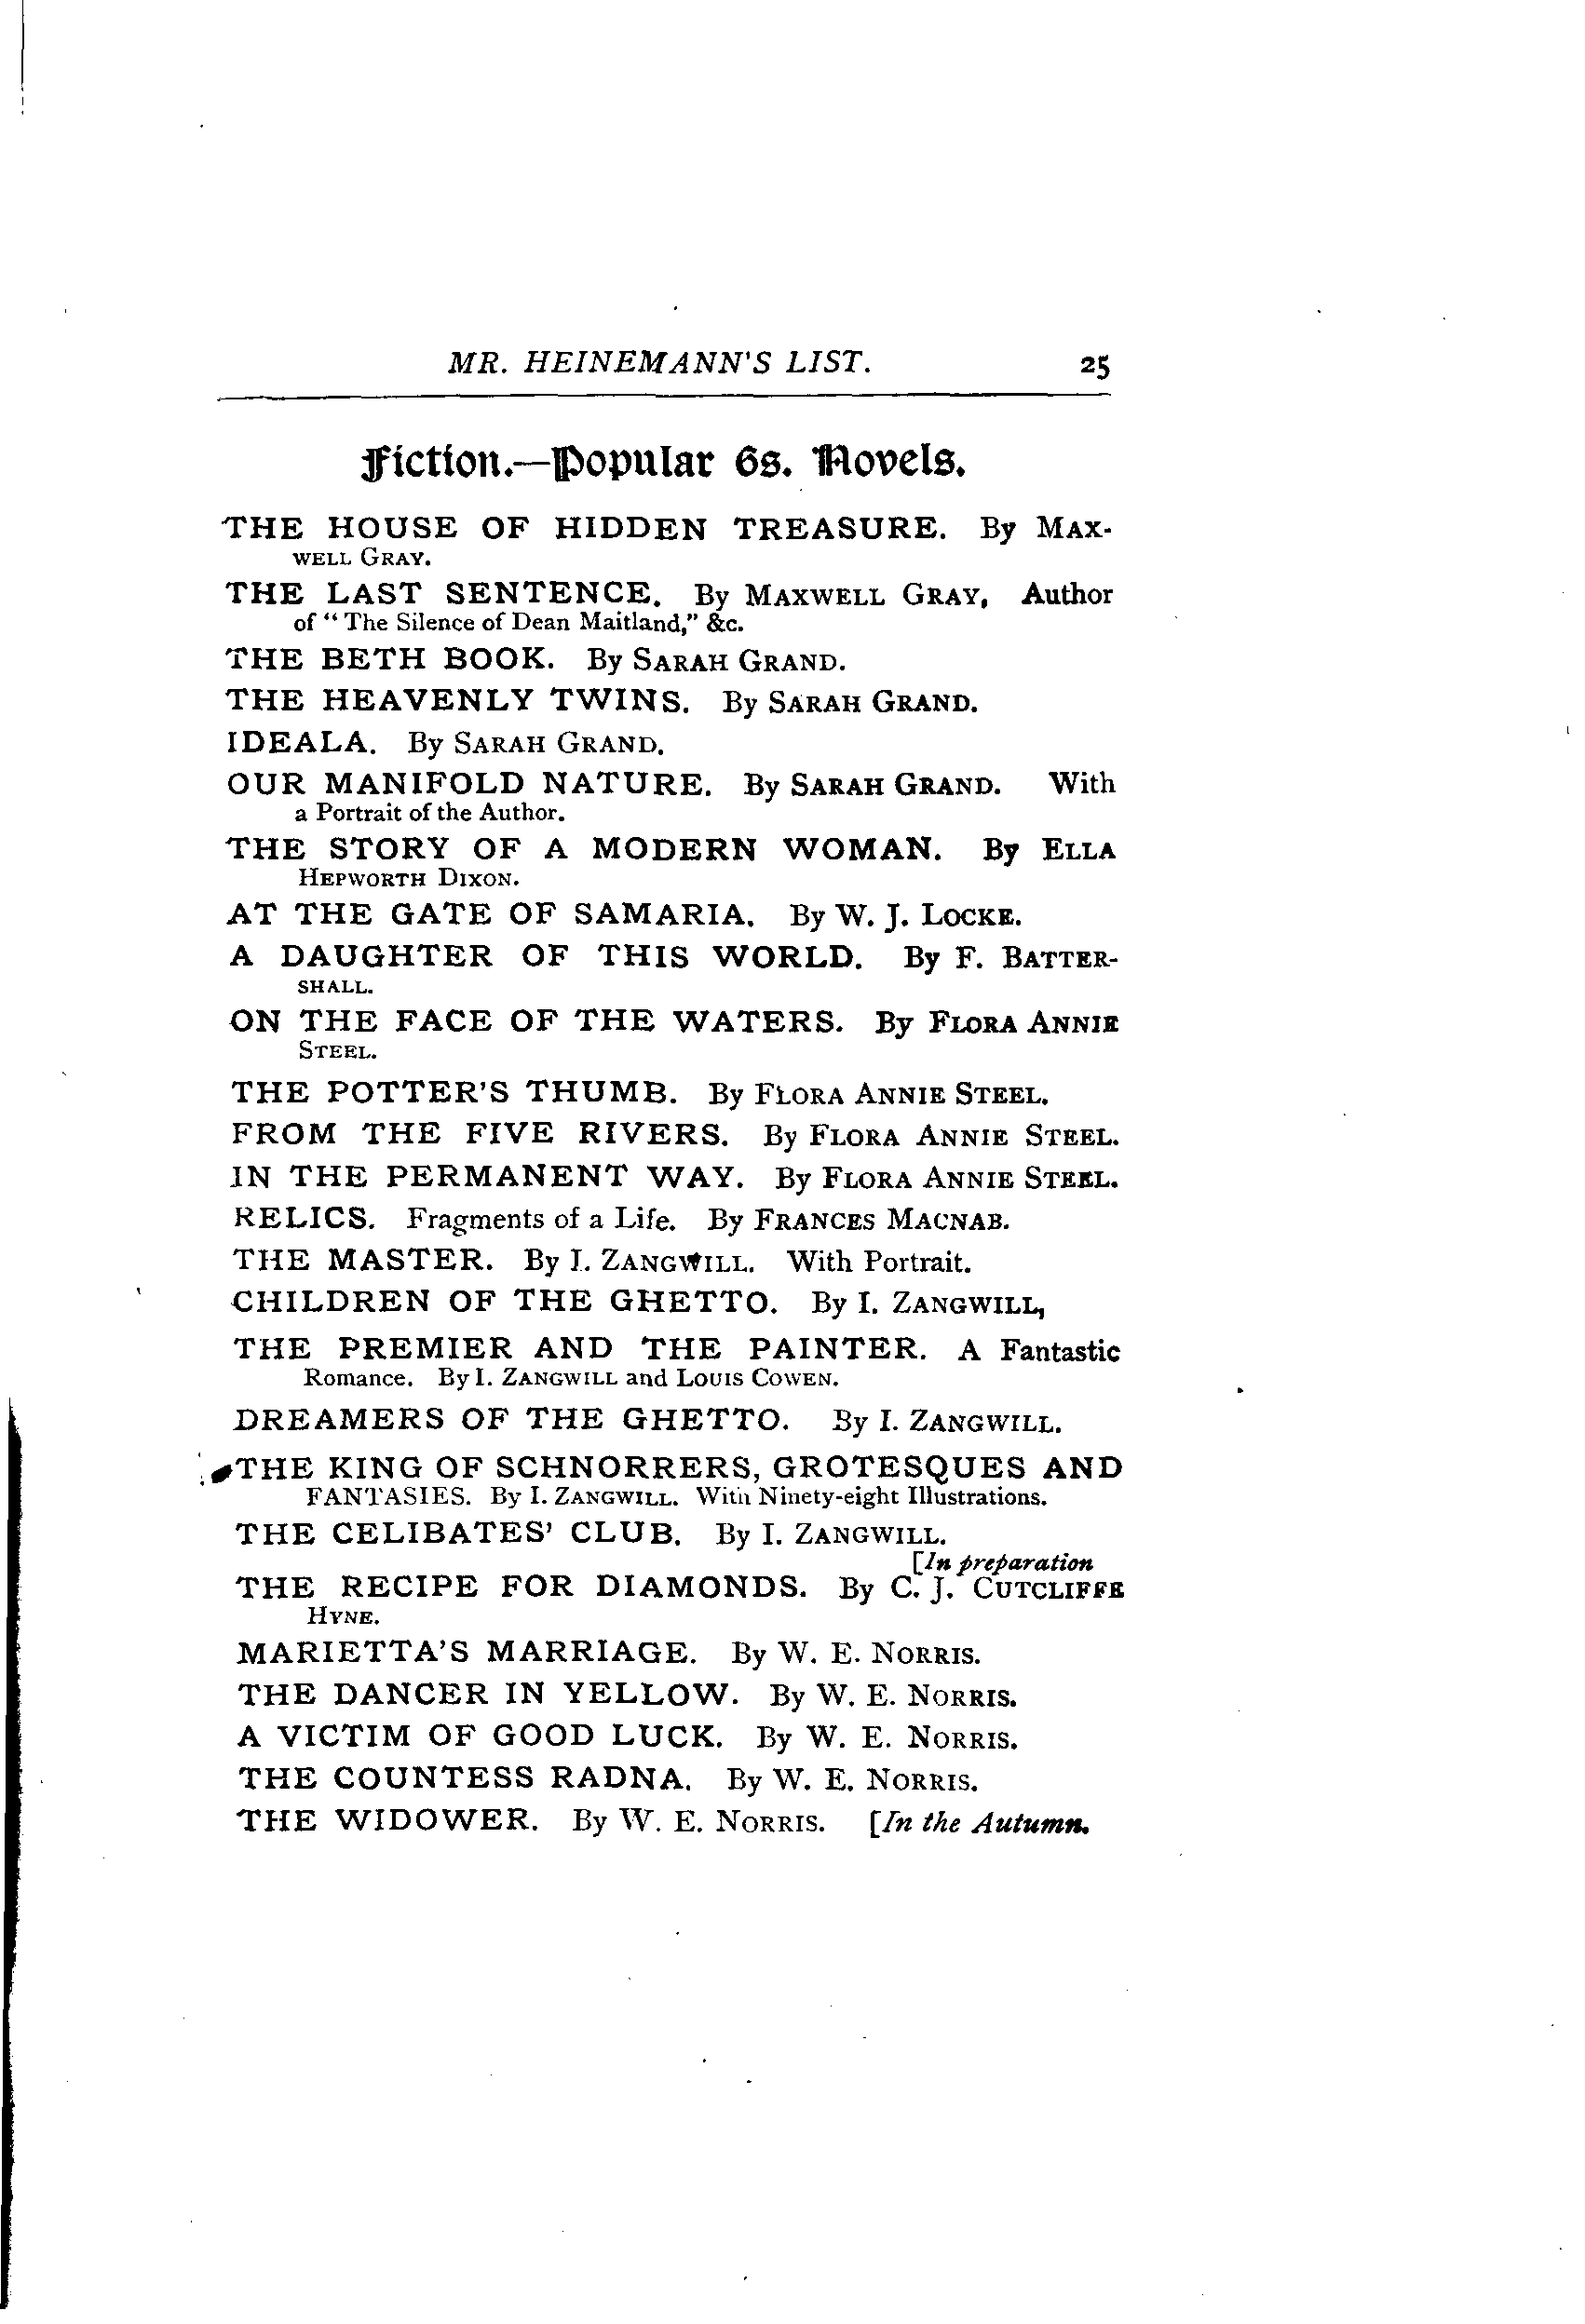 MR. HEINEMANN'S LIST. 25
Fiction.—Popular 6s. Novels.
THE HOUSE OF HIDDEN TREASURE. By MAX-
WELL GRAY.
THE LAST SENTENCE. By MAXWELL GRAY, Author
of "The Silence of Dean Maitland," &c.
THE BETH BOOK. By SARAH GRAND.
THE HEAVENLY TWINS. By SARAH GRAND.
IDEALA. By SARAH GRAND.
OUR MANIFOLD NATURE. By SARAH GRAND. With
a Portrait of the Author.
THE STORY OF A MODERN WOMAN. By ELLA
HEPWORTH DIXON.
AT THE GATE OF SAMARIA. By W. J. LOCKE.
A DAUGHTER OF THIS WORLD. By F. BATTER-
SHALL.
ON THE FACE OF THE WATERS. By FLORA ANNIE
STEEL.
THE POTTER'S THUMB. By FLORA ANNIE STEEL.
FROM THE FIVE RIVERS. By FLORA ANNIE STEEL.
IN THE PERMANENT WAY. By FLORA ANNIE STEEL.
RELICS. Fragments of a Life. By FRANCES MACNAB.
THE MASTER. By I. ZANGWILL. With Portrait.
CHILDREN OF THE GHETTO. By I. ZANGWILL,
THE PREMIER AND THE PAINTER. A Fantastic
Romance. By I. ZANGWILL and LOUIS COWEN.
DREAMERS OF THE GHETTO. By I. ZANGWILL.
THE KING OF SCHNORRERS, GROTESQUES AND
FANTASIES. By I. ZANGWILL. With Ninety-eight Illustrations.
THE CELIBATES' CLUB. By I. ZANGWILL.
[In preparation
THE RECIPE FOR DIAMONDS. By C. J. CUTCLIFFE
HYNE.
MARIETTA'S MARRIAGE. By W. E. NORRIS.
THE DANCER IN YELLOW. By W. E. NORRIS.
A VICTIM OF GOOD LUCK. By W. E. NORRIS.
THE COUNTESS RADNA. By W. E. NORRIS.
THE WIDOWER. By W. E. NORRIS. [In the Autumn.